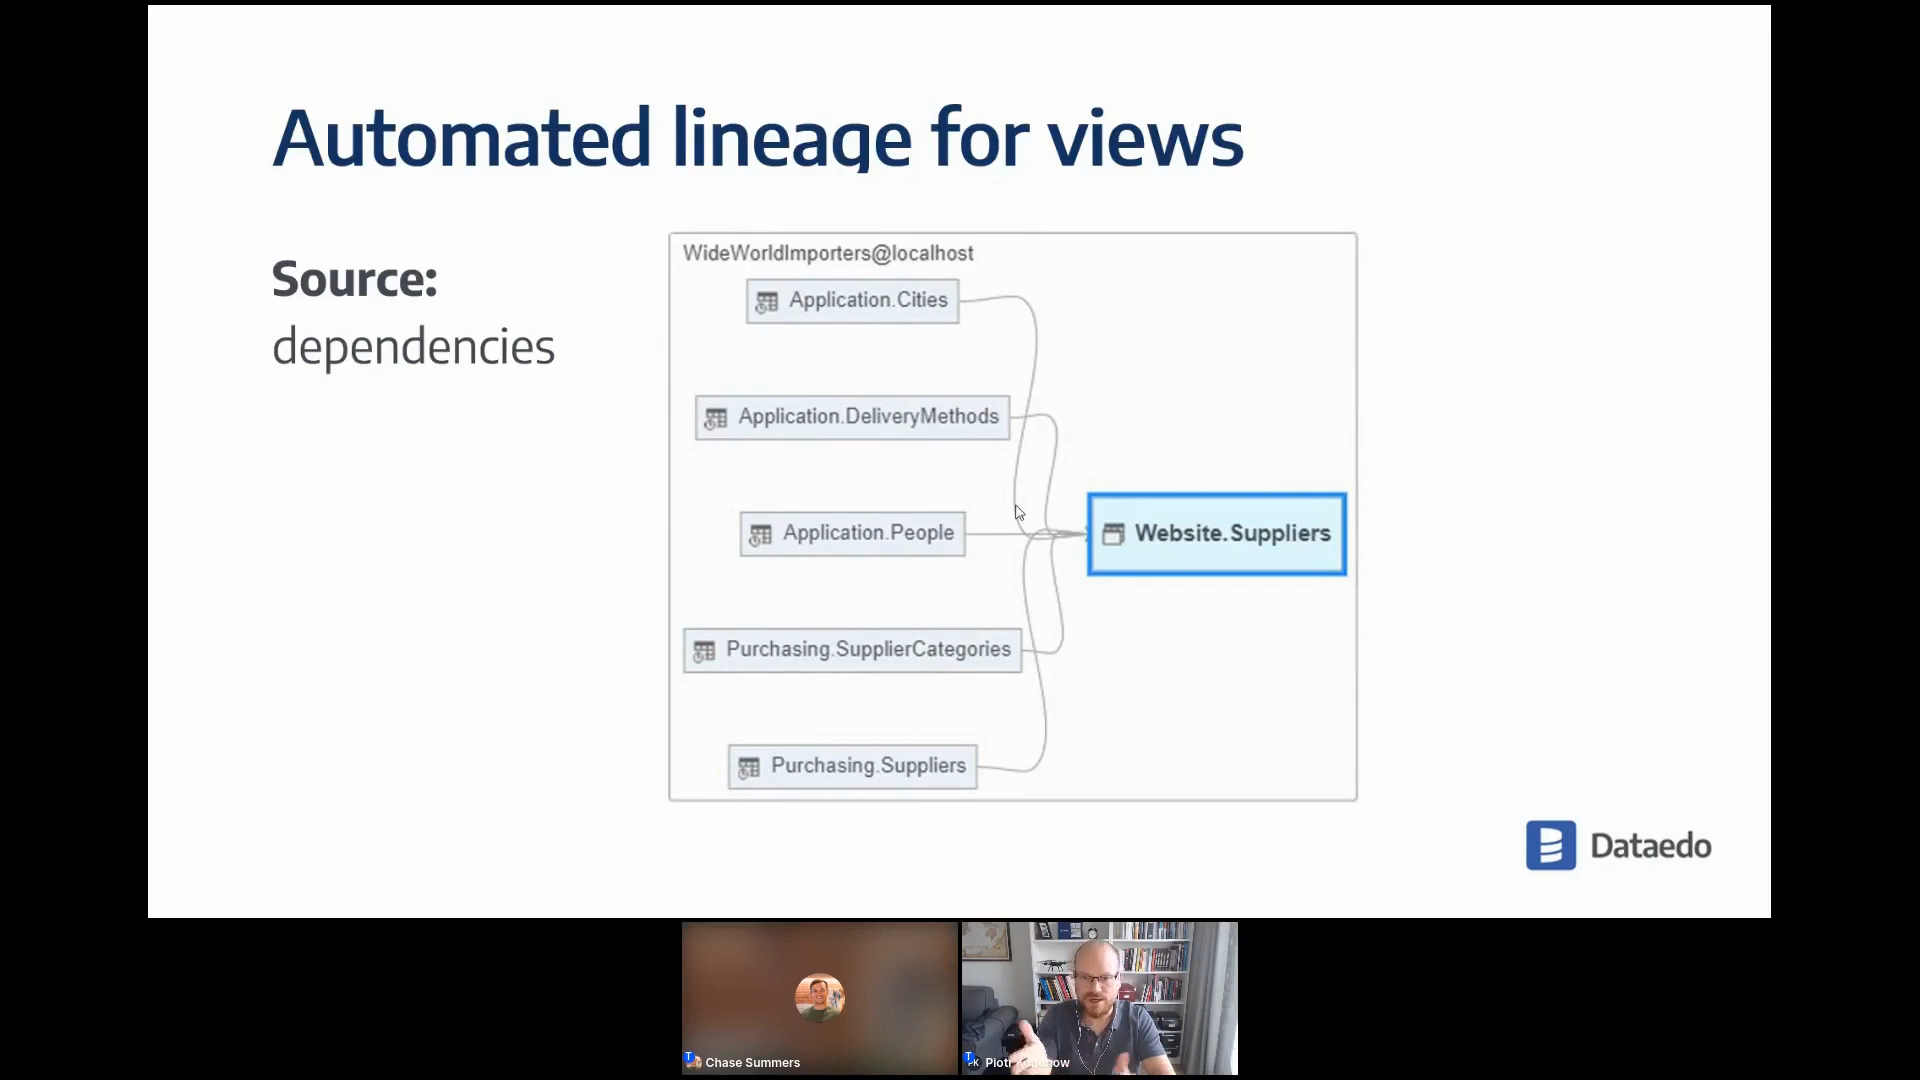 Automated lineage for views
Source:
dependencies
WideWorldImporters@localhost
Application.Cities
Application.DeliveryMethods
Application.People
Website.Suppliers
Purchasing.SupplierCategories
Purchasing.Suppliers
Dataedo
Chase Summers
Piotr